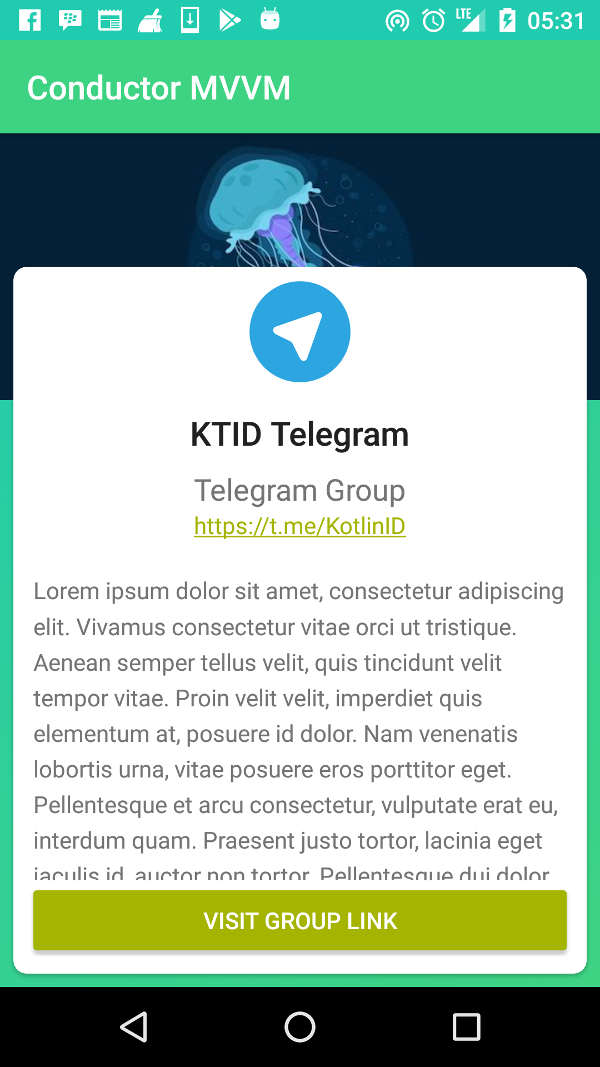 LTE 05:31
Conductor MVVM
KTID Telegram
Telegram Group
https://t.me/KotlinID
Lorem ipsum dolor sit amet, consectetur adipiscing
elit. Vivamus consectetur vitae orci ut tristique.
Aenean semper tellus velit, quis tincidunt velit
tempor vitae. Proin velit velit, imperdiet quis
elementum at, posuere id dolor. Nam venenatis
lobortis urna, vitae posuere eros porttitor eget.
Pellentesque et arcu consectetur, vulputate erat eu,
interdum quam. Praesent justo tortor, lacinia eget
iaculis id, auctor non tortor. Pellentesque dui dolor
VISIT GROUP LINK